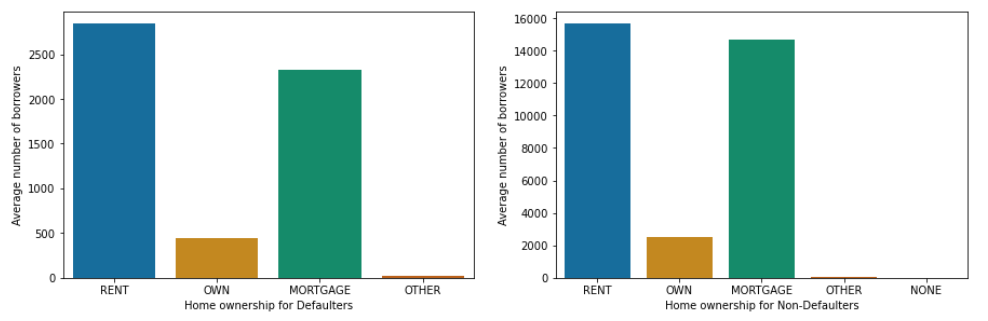 Average number of borrowers
2500
2000
1500
1000
500
0
RENT OWN MORTGAGE OTHER
Home ownership for Defaulters
Average number of borrowers
16000
14000
12000
10000
8000
6000
4000
2000
0
RENT OWN MORTGAGE OTHER NONE
Home ownership for Non-Defaulters